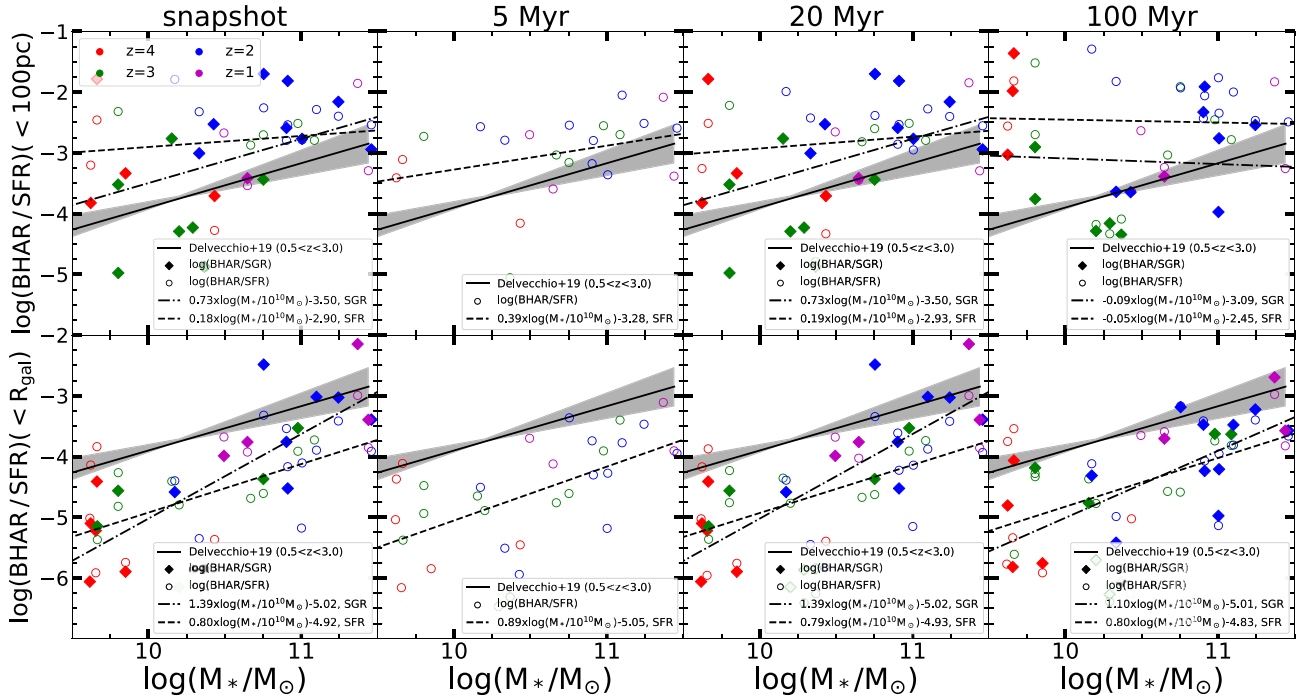 snapshot 5 Myr 20 Myr 100 Myr
log(BHAR/SFR)(<100pc)
−1
−2
−3
−4
−5
−2
z=4 z=2
z=3 z=1
10 11 10 11 10 11 10 11
Delvecchio+19 (0.5<z<3.0)
log(BHAR/SGR)
log(BHAR/SFR)
0.73xlog(M*/10¹⁰M⊙)-3.50, SGR
0.18xlog(M*/10¹⁰M⊙)-2.90, SFR
Delvecchio+19 (0.5<z<3.0)
log(BHAR/SFR)
0.39xlog(M*/10¹⁰M⊙)-3.28, SFR
Delvecchio+19 (0.5<z<3.0)
log(BHAR/SGR)
log(BHAR/SFR)
0.73xlog(M*/10¹⁰M⊙)-3.50, SGR
0.19xlog(M*/10¹⁰M⊙)-2.93, SFR
Delvecchio+19 (0.5<z<3.0)
log(BHAR/SGR)
log(BHAR/SFR)
-0.09xlog(M*/10¹⁰M⊙)-3.09, SGR
-0.05xlog(M*/10¹⁰M⊙)-2.45, SFR
log(BHAR/SFR)(<R_gal)
−3
−4
−5
−6
Delvecchio+19 (0.5<z<3.0)
log(BHAR/SGR)
log(BHAR/SFR)
1.39xlog(M*/10¹⁰M⊙)-5.02, SGR
0.80xlog(M*/10¹⁰M⊙)-4.92, SFR
Delvecchio+19 (0.5<z<3.0)
log(BHAR/SFR)
0.89xlog(M*/10¹⁰M⊙)-5.05, SFR
Delvecchio+19 (0.5<z<3.0)
log(BHAR/SGR)
log(BHAR/SFR)
1.39xlog(M*/10¹⁰M⊙)-5.02, SGR
0.79xlog(M*/10¹⁰M⊙)-4.93, SFR
Delvecchio+19 (0.5<z<3.0)
log(BHAR/SGR)
log(BHAR/SFR)
1.10xlog(M*/10¹⁰M⊙)-5.01, SGR
0.80xlog(M*/10¹⁰M⊙)-4.83, SFR
10 11 10 11 10 11 10 11
log(M*/M⊙) log(M*/M⊙) log(M*/M⊙) log(M*/M⊙)